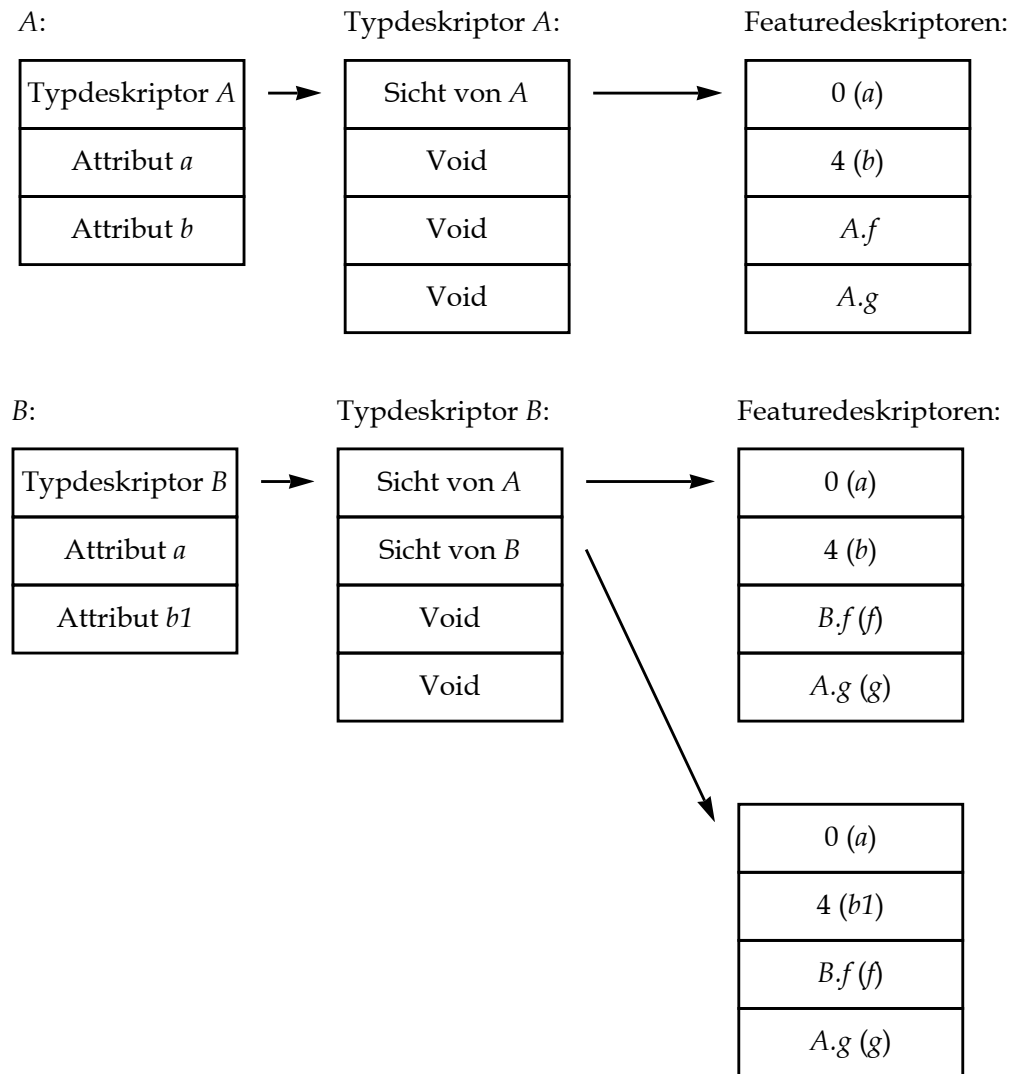 A: Typdeskriptor A: Featuredeskriptoren:
Typdeskriptor A Sicht von A 0 (a)
Attribut a Void 4 (b)
Attribut b Void A.f
Void A.g
B: Typdeskriptor B: Featuredeskriptoren:
Typdeskriptor B Sicht von A 0 (a)
Attribut a Sicht von B 4 (b)
Attribut b1 Void B.f (f)
Void A.g (g)
0 (a)
4 (b1)
B.f (f)
A.g (g)